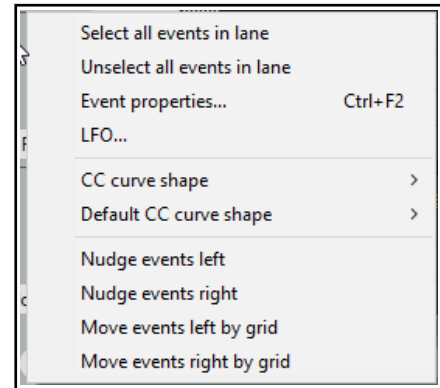 Select all events in lane
Unselect all events in lane
Event properties... Ctrl+F2
LFO...
CC curve shape
Default CC curve shape
Nudge events left
Nudge events right
Move events left by grid
Move events right by grid